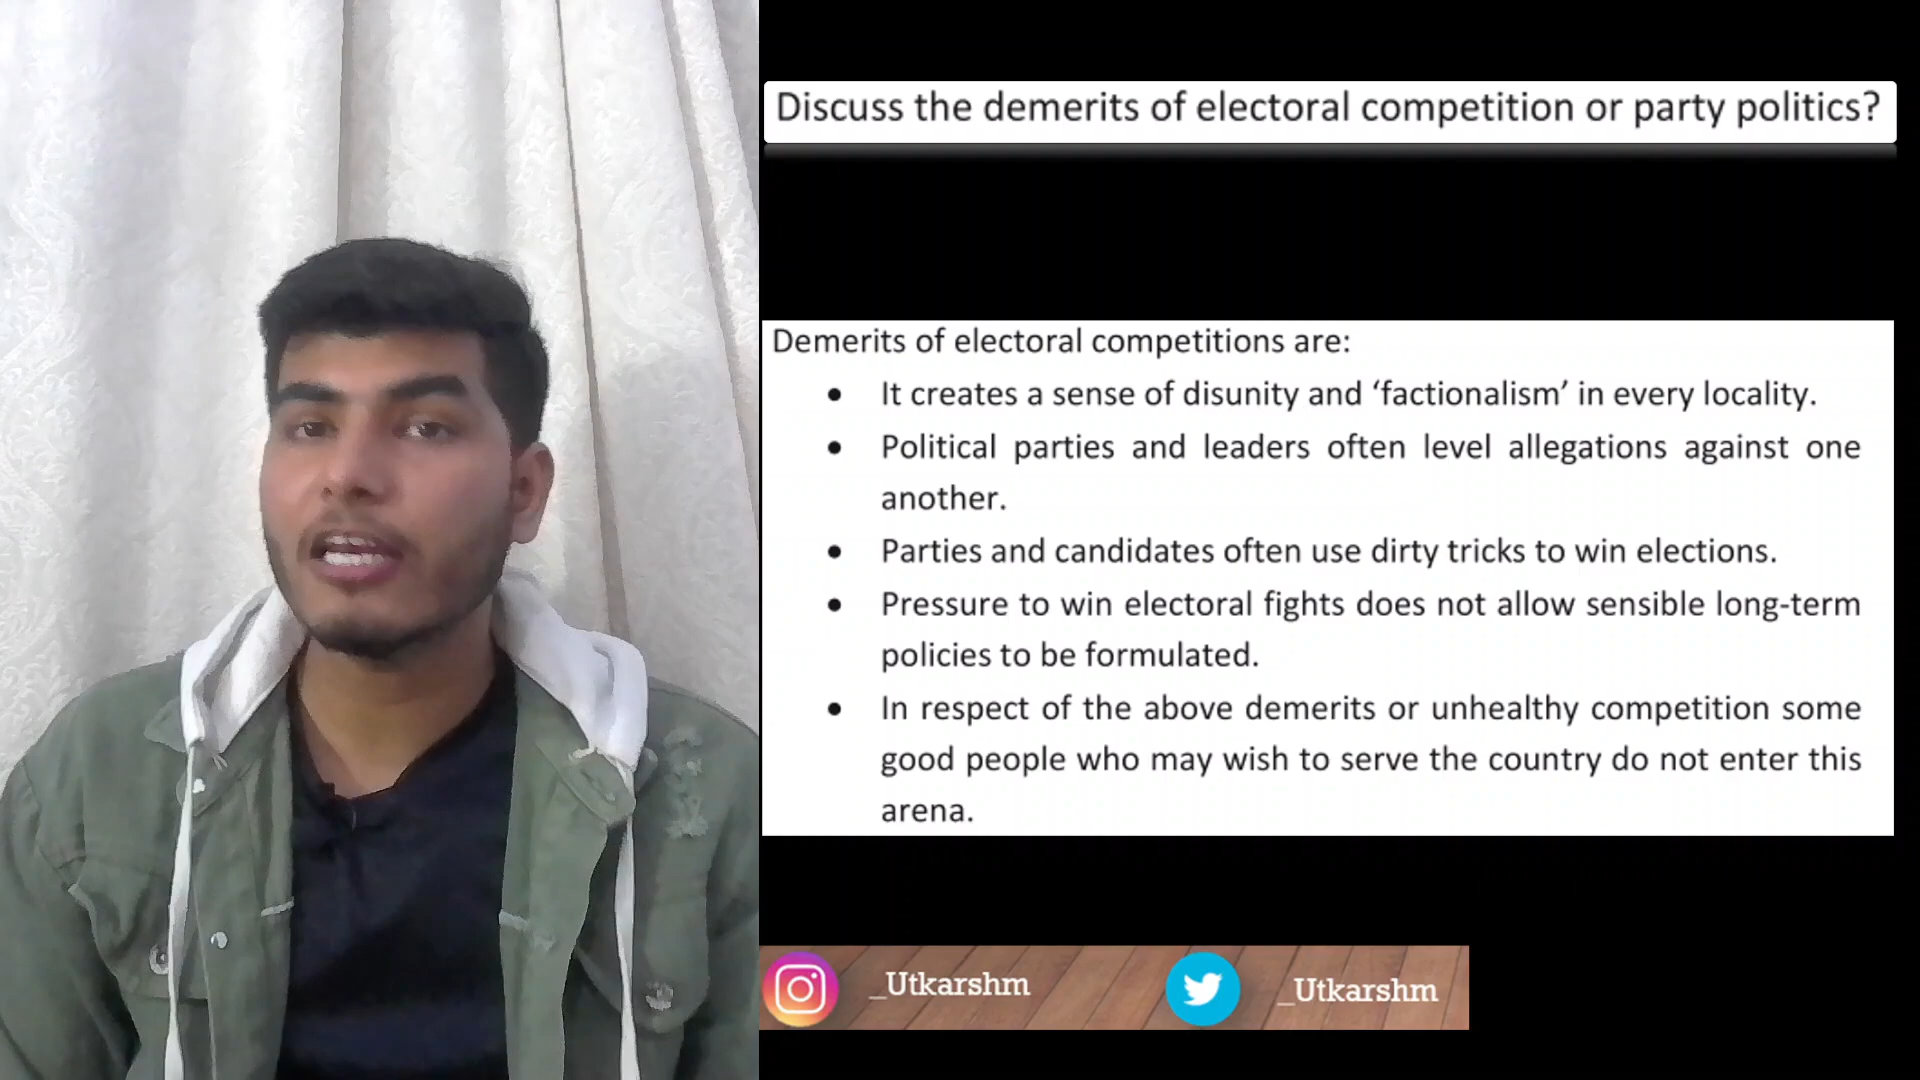 Discuss the demerits of electoral competition or party politics?
Demerits of electoral competitions are:
• It creates a sense of disunity and ‘factionalism’ in every locality.
• Political parties and leaders often level allegations against one
another.
• Parties and candidates often use dirty tricks to win elections.
• Pressure to win electoral fights does not allow sensible long-term
policies to be formulated.
• In respect of the above demerits or unhealthy competition some
good people who may wish to serve the country do not enter this
arena.
_Utkarshm
_Utkarshm